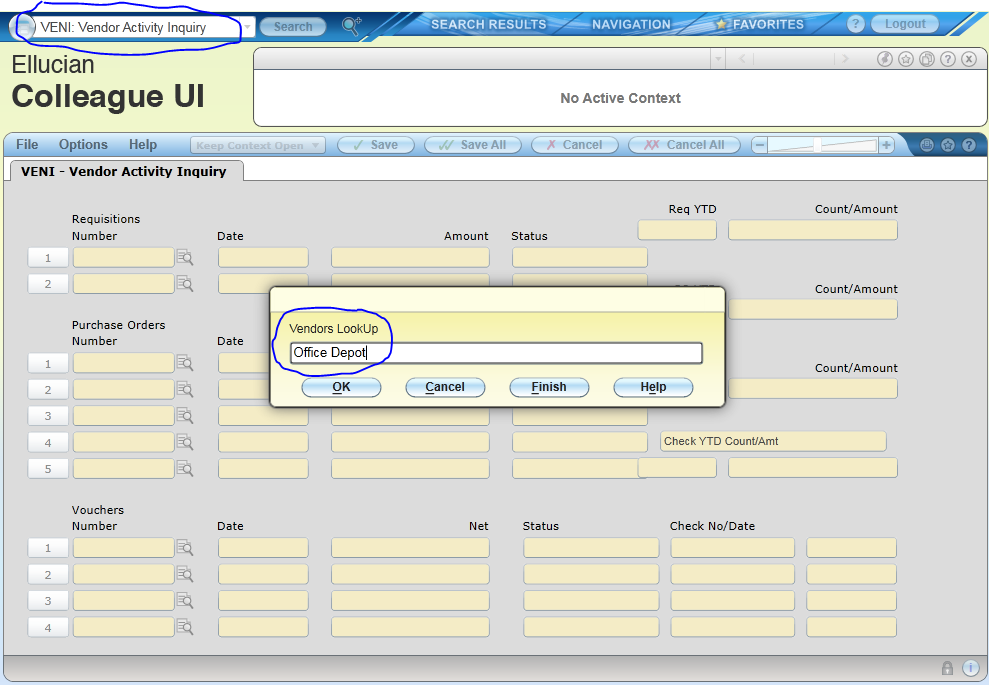 VENI: Vendor Activity Inquiry Search SEARCH RESULTS NAVIGATION FAVORITES ? Logout
Ellucian
Colleague UI
No Active Context
File Options Help Keep Context Open Save Save All Cancel Cancel All
VENI - Vendor Activity Inquiry
Req YTD Count/Amount
Requisitions
Number Date Amount Status
1
2
Count/Amount
Vendors LookUp
Office Depot
OK Cancel Finish Help
Purchase Orders
Number Date
1
Count/Amount
2
3
4 Check YTD Count/Amt
5
Vouchers
Number Date Net Status Check No/Date
1
2
3
4